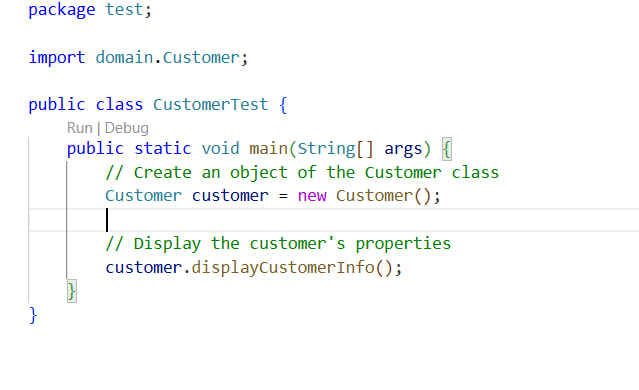 package test;
import domain.Customer;
public class CustomerTest {
Run | Debug
public static void main(String[] args) {
// Create an object of the Customer class
Customer customer = new Customer();
// Display the customer's properties
customer.displayCustomerInfo();
}
}